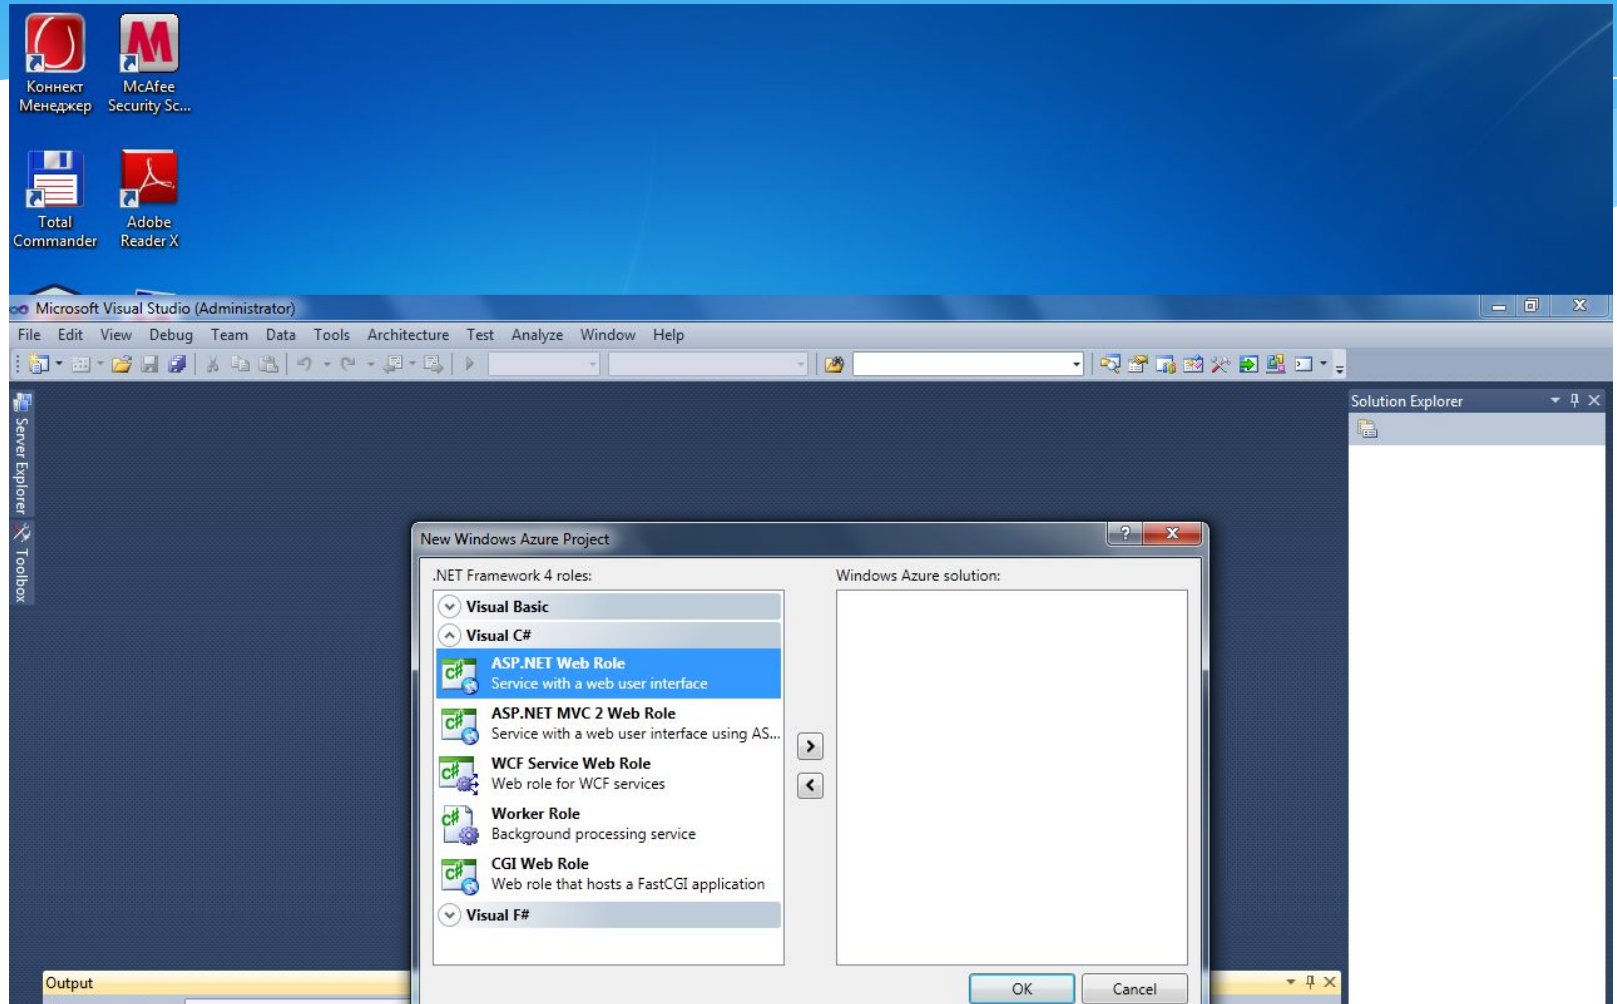 Коннект
Менеджер
McAfee
Security Sc...
Total
Commander
Adobe
Reader X
Microsoft Visual Studio (Administrator)
File Edit View Debug Team Data Tools Architecture Test Analyze Window Help
Server Explorer
Toolbox
Solution Explorer
New Windows Azure Project
.NET Framework 4 roles:
Windows Azure solution:
Visual Basic
Visual C#
ASP.NET Web Role
Service with a web user interface
ASP.NET MVC 2 Web Role
Service with a web user interface using AS...
WCF Service Web Role
Web role for WCF services
Worker Role
Background processing service
CGI Web Role
Web role that hosts a FastCGI application
Visual F#
OK Cancel
Output